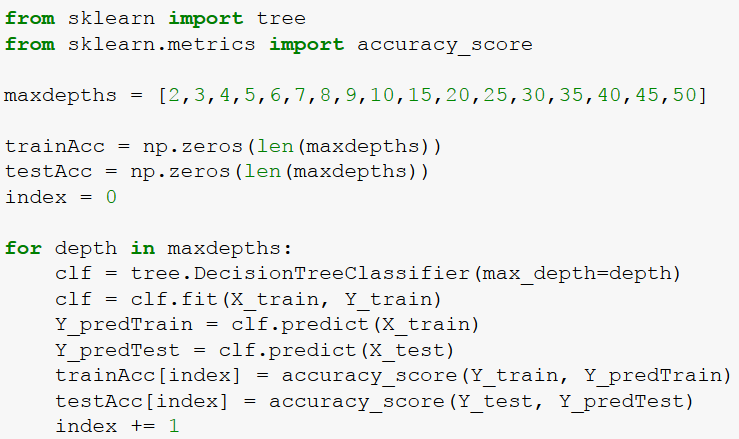 from sklearn import tree
from sklearn.metrics import accuracy_score
maxdepths = [2,3,4,5,6,7,8,9,10,15,20,25,30,35,40,45,50]
trainAcc = np.zeros(len(maxdepths))
testAcc = np.zeros(len(maxdepths))
index = 0
for depth in maxdepths:
    clf = tree.DecisionTreeClassifier(max_depth=depth)
    clf = clf.fit(X_train, Y_train)
    Y_predTrain = clf.predict(X_train)
    Y_predTest = clf.predict(X_test)
    trainAcc[index] = accuracy_score(Y_train, Y_predTrain)
    testAcc[index] = accuracy_score(Y_test, Y_predTest)
    index += 1